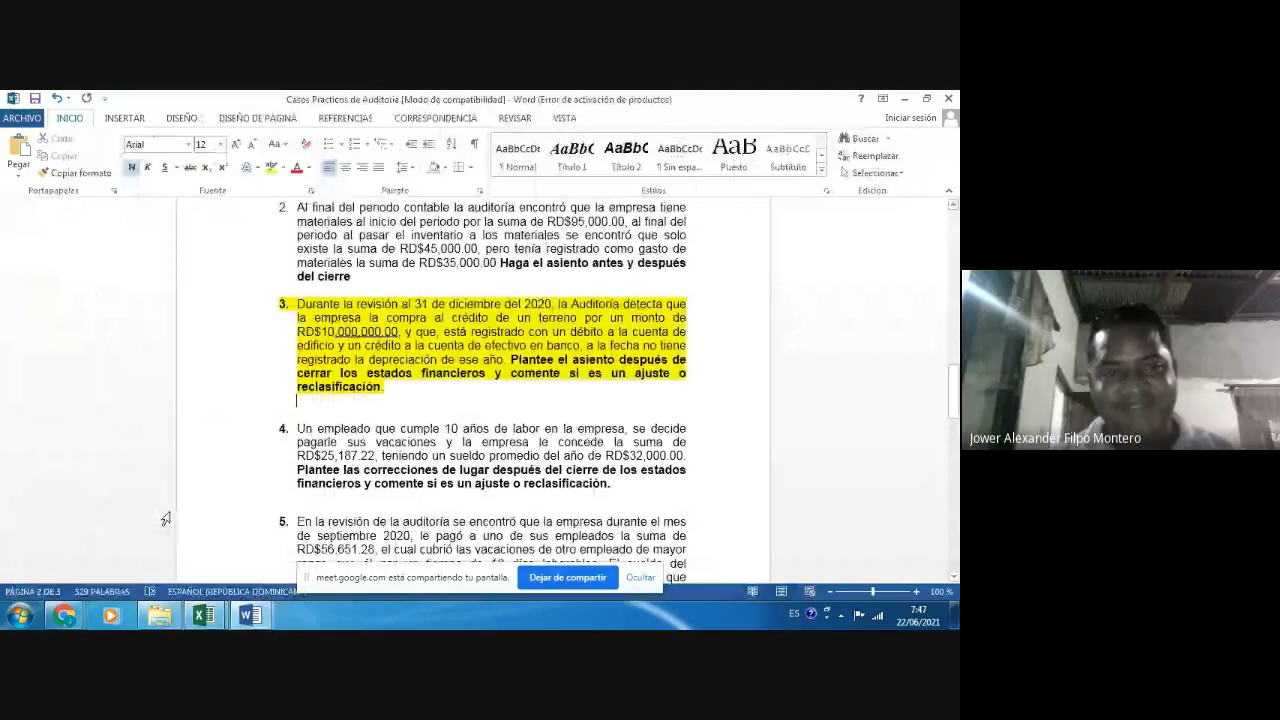 Casos Practicos de Auditoria [Modo de compatibilidad] - Word (Error de activación de productos)
ARCHIVO INICIO INSERTAR DISEÑO DISEÑO DE PÁGINA REFERENCIAS CORRESPONDENCIA REVISAR VISTA Iniciar sesión
Pegar
Cortar
Copiar
Copiar formato
Portapapeles
Arial 12
N K S abc
Fuente
Párrafo
AaBbCcDc AaBbC AaBbC AaBbCcDc AaB AaBbCcDc
¶ Normal Título 1 Título 2 ¶ Sin espa... Puesto Subtítulo
Estilos
Buscar
Reemplazar
Seleccionar
Edición
2. Al final del periodo contable la auditoría encontró que la empresa tiene
materiales al inicio del periodo por la suma de RD$95,000.00, al final del
periodo al pasar el inventario a los materiales se encontró que solo
existe la suma de RD$45,000.00, pero tenía registrado como gasto de
materiales la suma de RD$35,000.00 Haga el asiento antes y después
del cierre
3. Durante la revisión al 31 de diciembre del 2020, la Auditoría detecta que
la empresa la compra al crédito de un terreno por un monto de
RD$10,000,000.00, y que, está registrado con un débito a la cuenta de
edificio y un crédito a la cuenta de efectivo en banco, a la fecha no tiene
registrado la depreciación de ese año. Plantee el asiento después de
cerrar los estados financieros y comente si es un ajuste o
reclasificación.
4. Un empleado que cumple 10 años de labor en la empresa, se decide
pagarle sus vacaciones y la empresa le concede la suma de
RD$25,187.22, teniendo un sueldo promedio del año de RD$32,000.00.
Plantee las correcciones de lugar después del cierre de los estados
financieros y comente si es un ajuste o reclasificación.
5. En la revisión de la auditoría se encontró que la empresa durante el mes
de septiembre 2020, le pagó a uno de sus empleados la suma de
RD$56,651.28, el cual cubrió las vacaciones de otro empleado de mayor
que
meet.google.com está compartiendo tu pantalla. Dejar de compartir Ocultar
PÁGINA 2 DE 3 529 PALABRAS ESPAÑOL (REPÚBLICA DOMINICAN 100 %
ES 7:47
22/06/2021
Jower Alexander Filpo Montero